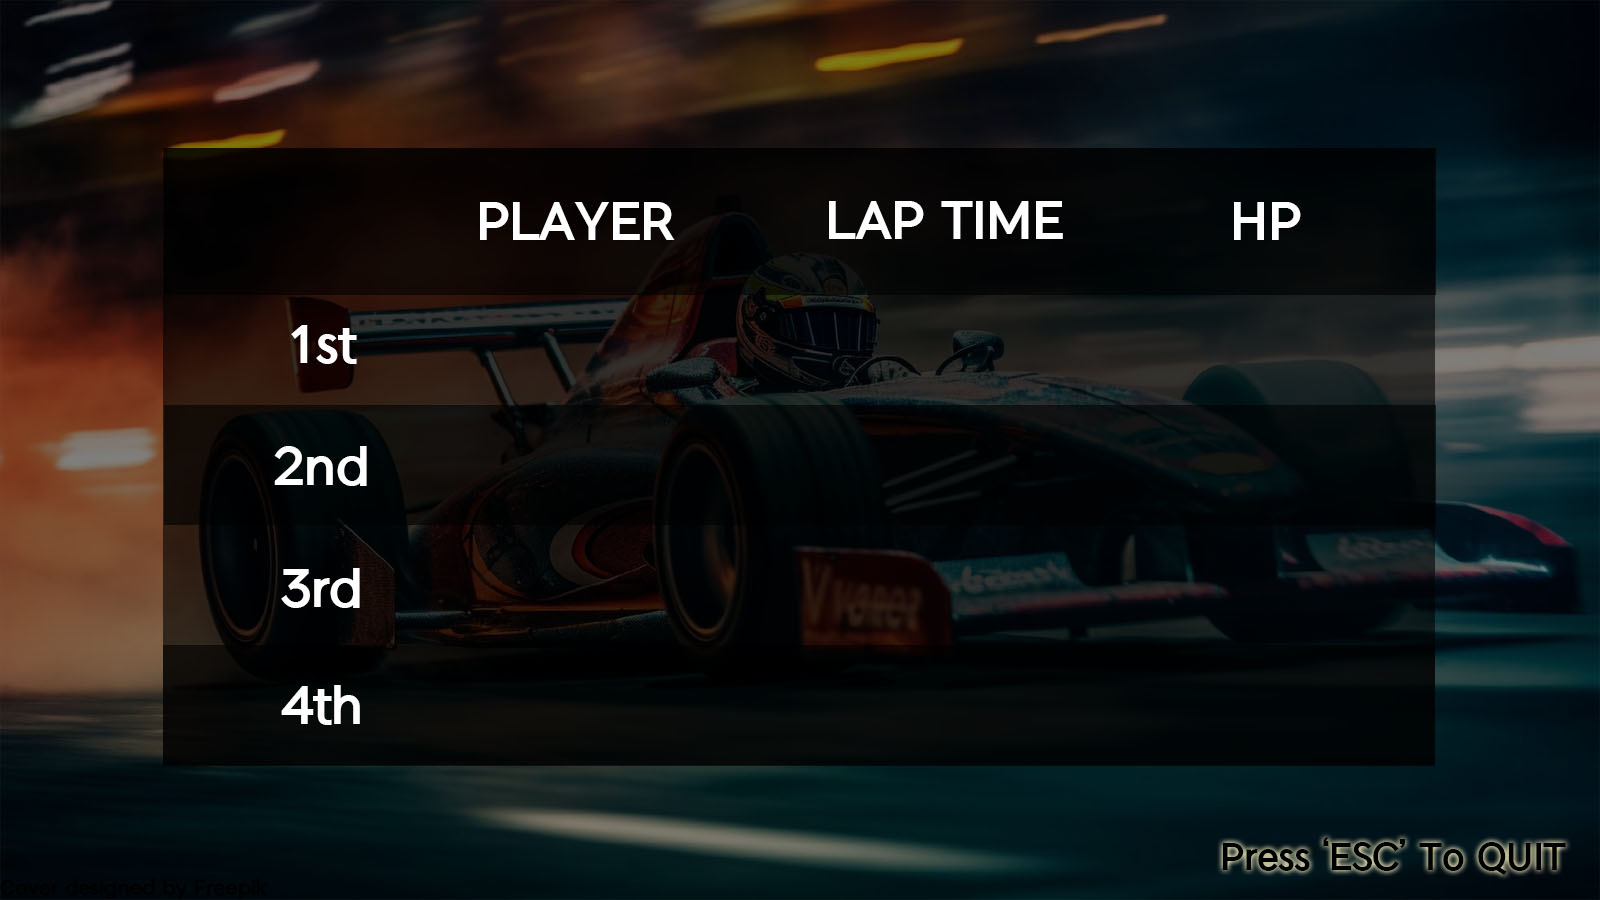 PLAYER LAP TIME HP
1st
2nd
3rd
4th
Press ‘ESC’ To QUIT
Cover designed by Freepik